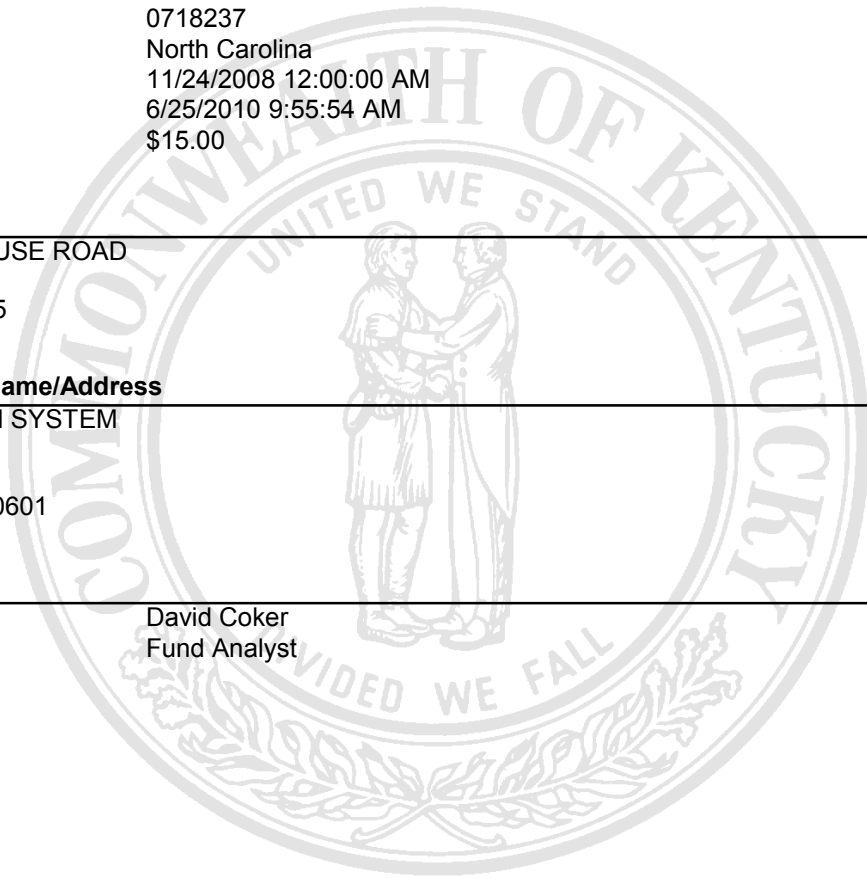 0718237
North Carolina
11/24/2008 12:00:00 AM
6/25/2010 9:55:54 AM
$15.00
COMMONWEALTH OF KENTUCKY
UNITED WE STAND
USE ROAD
5
ame/Address
SYSTEM
0601
David Coker
Fund Analyst
DIVIDED WE FALL